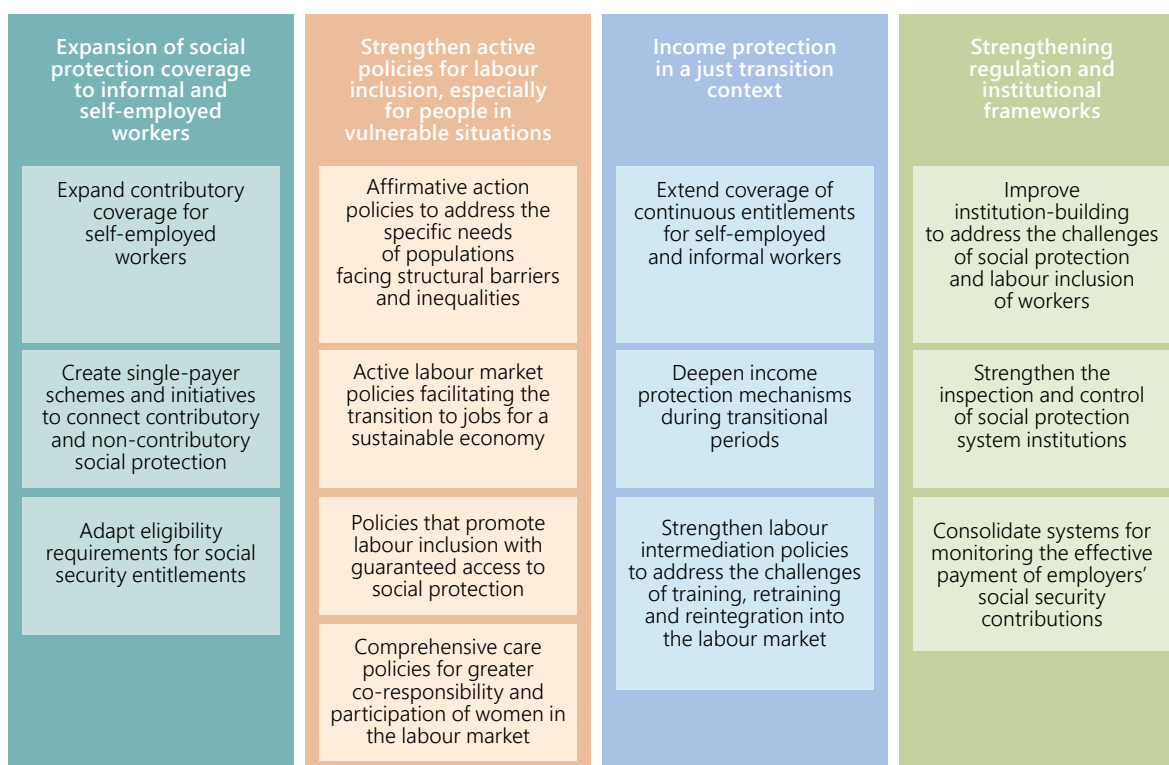 Expansion of social
protection coverage
to informal and
self-employed
workers
Expand contributory
coverage for
self-employed
workers
Create single-payer
schemes and initiatives
to connect contributory
and non-contributory
social protection
Adapt eligibility
requirements for social
security entitlements
Strengthen active
policies for labour
inclusion, especially
for people in
vulnerable situations
Affirmative action
policies to address the
specific needs
of populations
facing structural barriers
and inequalities
Active labour market
policies facilitating the
transition to jobs for a
sustainable economy
Policies that promote
labour inclusion with
guaranteed access to
social protection
Comprehensive care
policies for greater
co-responsibility and
participation of women in
the labour market
Income protection
in a just transition
context
Extend coverage of
continuous entitlements
for self-employed
and informal workers
Deepen income
protection mechanisms
during transitional
periods
Strengthen labour
intermediation policies
to address the challenges
of training, retraining
and reintegration into
the labour market
Strengthening
regulation and
institutional
frameworks
Improve
institution-building
to address the challenges
of social protection
and labour inclusion
of workers
Strengthen the
inspection and control
of social protection
system institutions
Consolidate systems for
monitoring the effective
payment of employers’
social security
contributions